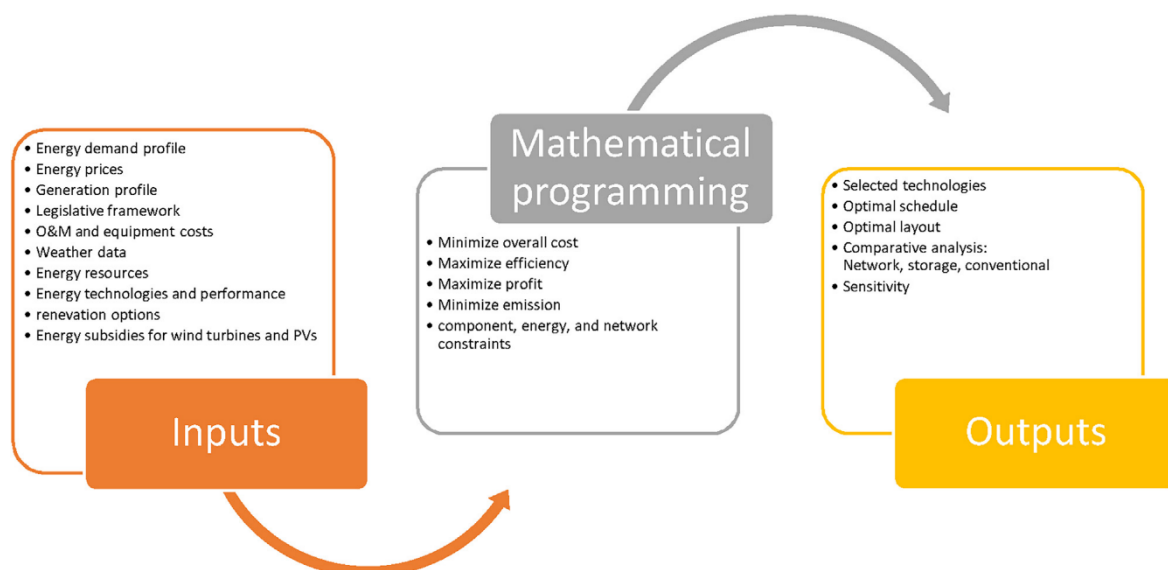 • Energy demand profile
• Energy prices
• Generation profile
• Legislative framework
• O&M and equipment costs
• Weather data
• Energy resources
• Energy technologies and performance
• renevation options
• Energy subsidies for wind turbines and PVs
Inputs
Mathematical
programming
• Minimize overall cost
• Maximize efficiency
• Maximize profit
• Minimize emission
• component, energy, and network
constraints
• Selected technologies
• Optimal schedule
• Optimal layout
• Comparative analysis:
Network, storage, conventional
• Sensitivity
Outputs